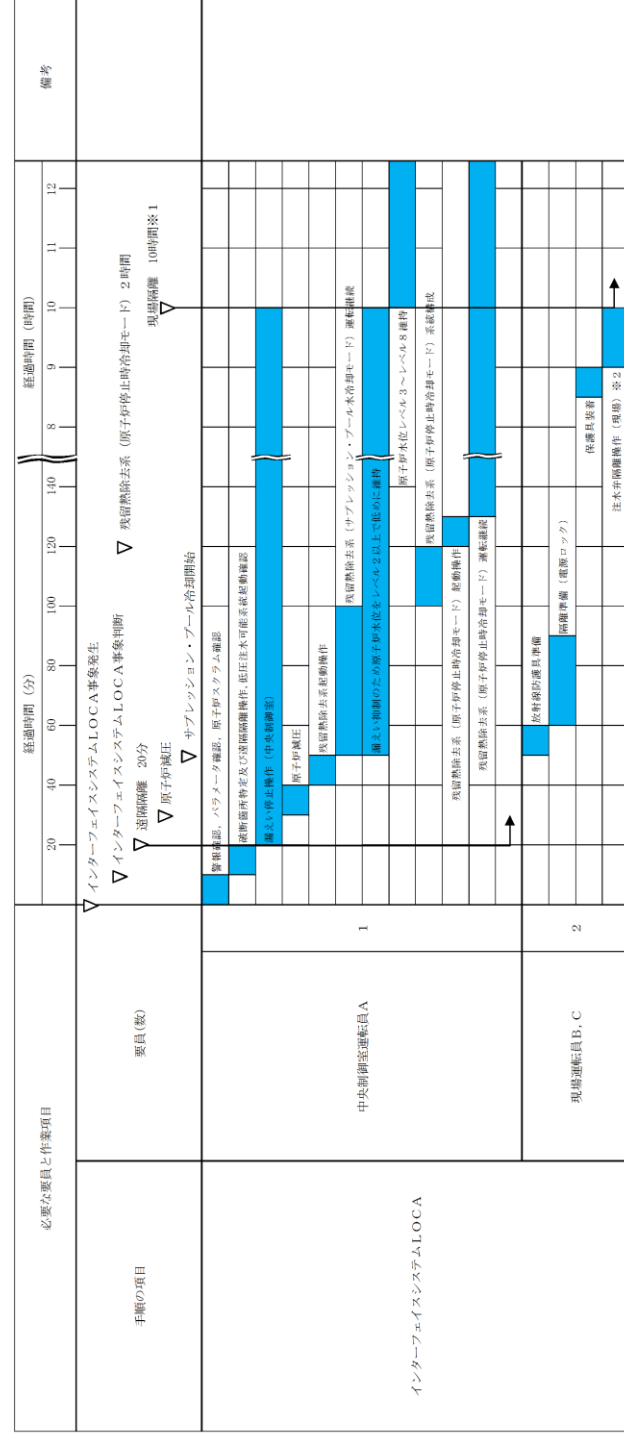 必要な要員と作業項目
経過時間（分）
経過時間（時間）
備考
手順の項目
要員(数)
20
40
60
80
100
120
140
8
9
10
11
12
インターフェイスシステムＬＯＣＡ事象発生
インターフェイスシステムＬＯＣＡ事象判断
遠隔隔離 20分
原子炉減圧
サプレッション・プール冷却開始
残留熱除去系（原子炉停止時冷却モード）２時間
現場隔離 10時間※１
インターフェイスシステムＬＯＣＡ
中央制御室運転員Ａ
1
警報確認，パラメータ確認，原子炉スクラム確認
破断箇所特定及び遠隔隔離操作，低圧注水可能系統起動確認
漏えい停止操作（中央制御室）
原子炉減圧
残留熱除去系起動操作
残留熱除去系（サプレッション・プール水冷却モード）運転継続
漏えい抑制のため原子炉水位をレベル２以上で低めに維持
原子炉水位レベル３～レベル８維持
残留熱除去系（原子炉停止時冷却モード）系統構成
残留熱除去系（原子炉停止時冷却モード）起動操作
残留熱除去系（原子炉停止時冷却モード）運転継続
現場運転員Ｂ，Ｃ
2
放射線防護具準備
隔離準備（電源ロック）
保護具装着
注水弁隔離操作（現場）※２